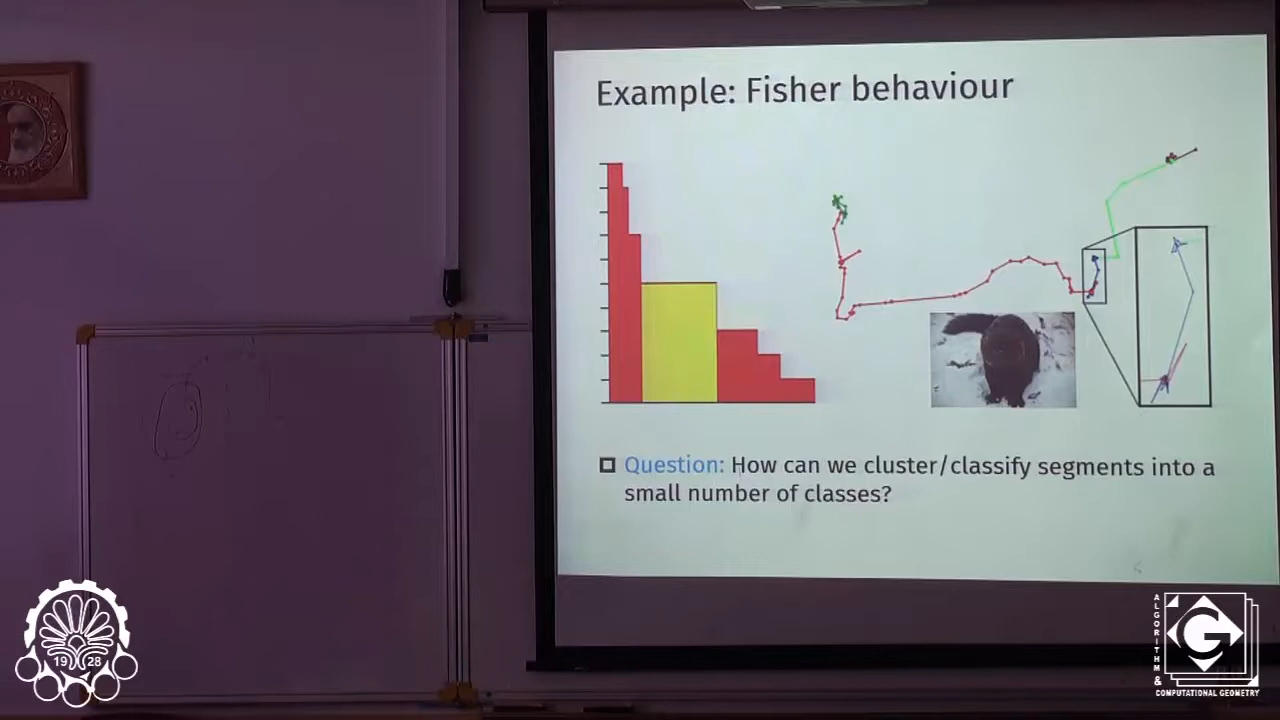 Example: Fisher behaviour
Question: How can we cluster/classify segments into a
small number of classes?
19 28
ALGORITHM &
COMPUTATIONAL GEOMETRY
G